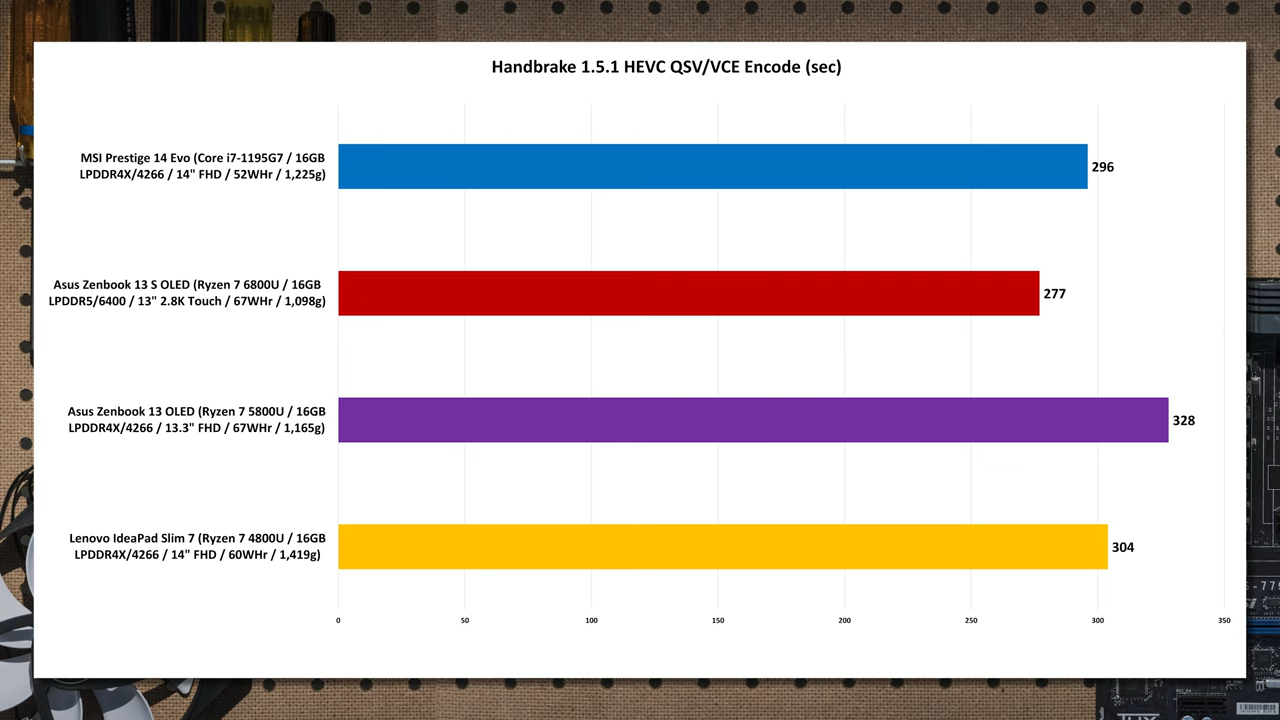 Handbrake 1.5.1 HEVC QSV/VCE Encode (sec)
MSI Prestige 14 Evo (Core i7-1195G7 / 16GB
LPDDR4X/4266 / 14" FHD / 52WHr / 1,225g)
296
Asus Zenbook 13 S OLED (Ryzen 7 6800U / 16GB
LPDDR5/6400 / 13" 2.8K Touch / 67WHr / 1,098g)
277
Asus Zenbook 13 OLED (Ryzen 7 5800U / 16GB
LPDDR4X/4266 / 13.3" FHD / 67WHr / 1,165g)
328
Lenovo IdeaPad Slim 7 (Ryzen 7 4800U / 16GB
LPDDR4X/4266 / 14" FHD / 60WHr / 1,419g)
304
0 50 100 150 200 250 300 350